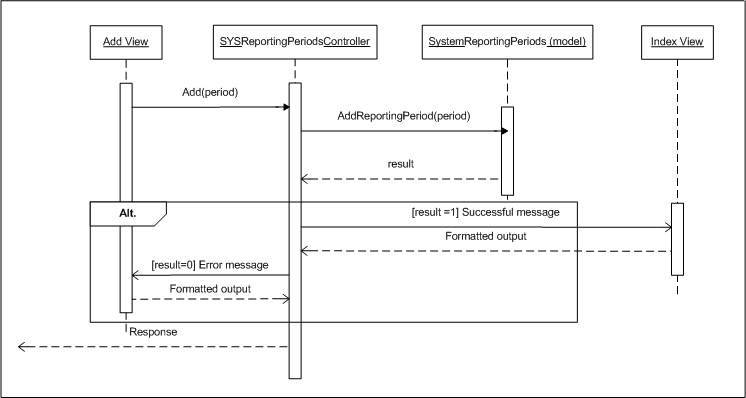 Add View
SYSReportingPeriodsController
SystemReportingPeriods (model)
Index View
Add(period)
AddReportingPeriod(period)
result
Alt.
[result =1] Successful message
Formatted output
[result=0] Error message
Formatted output
Response